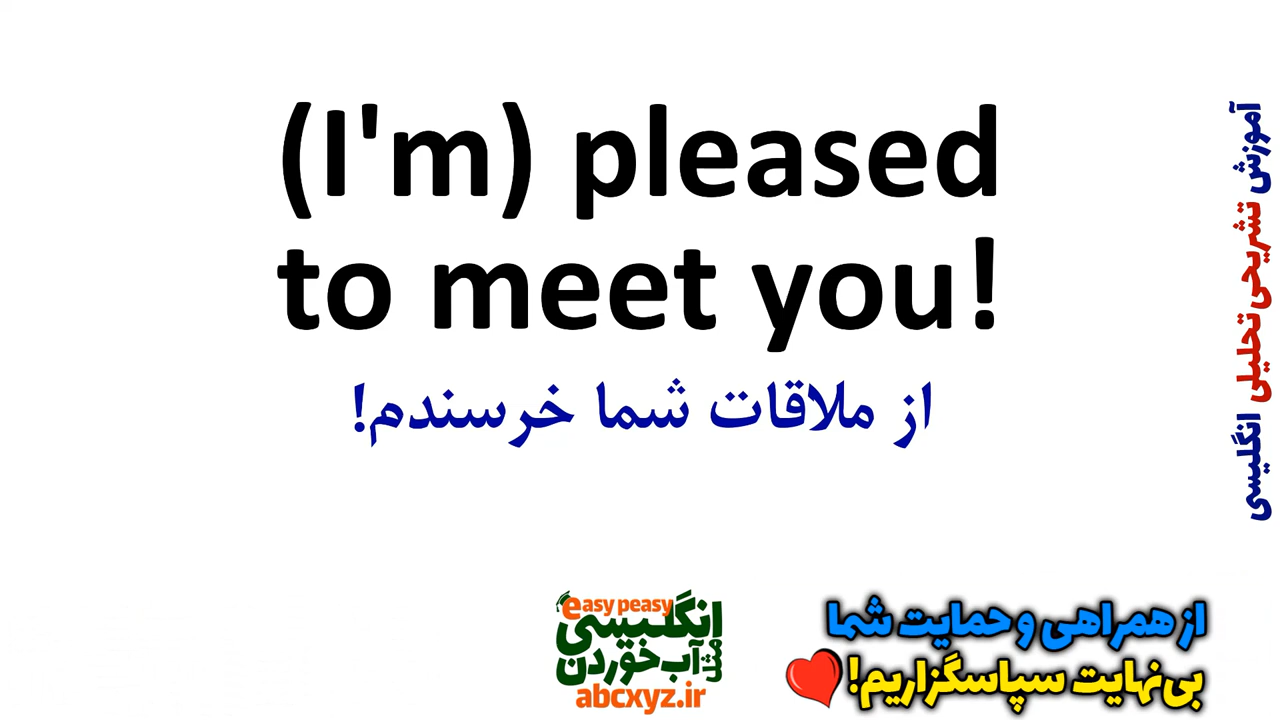 (I'm) pleased
to meet you!
از ملاقات شما خرسندم!
آموزش تشریحی تحلیلی انگلیسی
easy peasy
انگلیسی
مثل آب خوردن
abcxyz.ir
از همراهی و حمایت شما
بی‌نهایت سپاسگزاریم!